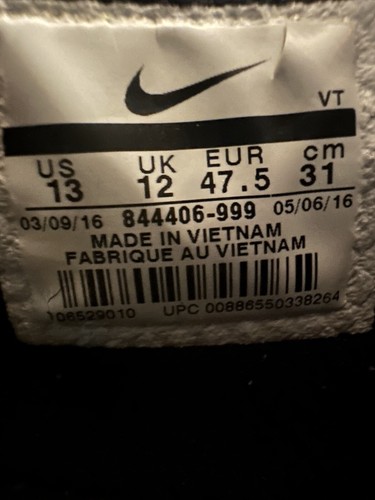 VT
US UK EUR cm
13 12 47.5 31
03/09/16 844406-999 05/06/16
MADE IN VIETNAM
FABRIQUE AU VIETNAM
06529010 UPC 00886550338264